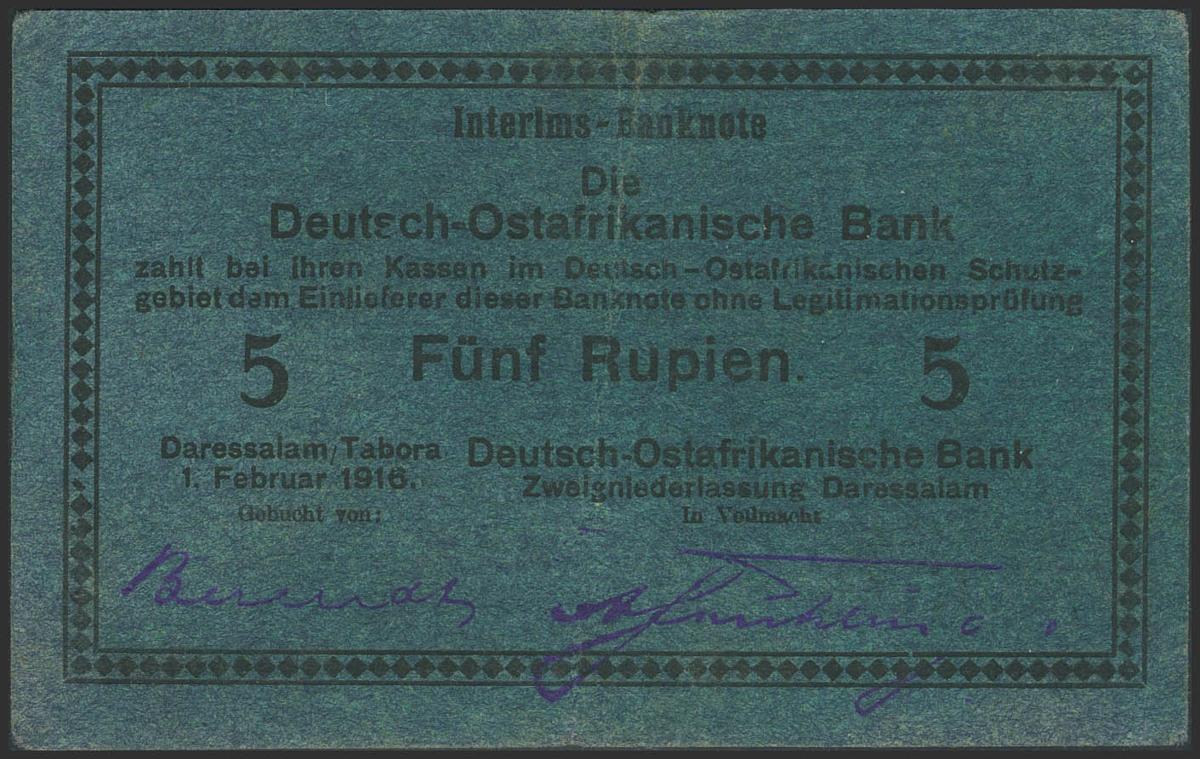 Interims-Banknote
Die
Deutsch-Ostafrikanische Bank
zahlt bei ihren Kassen im Deutsch-Ostafrikanischen Schutz-
gebiet dem Einlieferer dieser Banknote ohne Legitimationsprüfung
5 Fünf Rupien. 5
Daressalam/Tabora
1. Februar 1916.
Gebucht von:
Deutsch-Ostafrikanische Bank
Zweigniederlassung Daressalam
In Vollmacht
Berendt